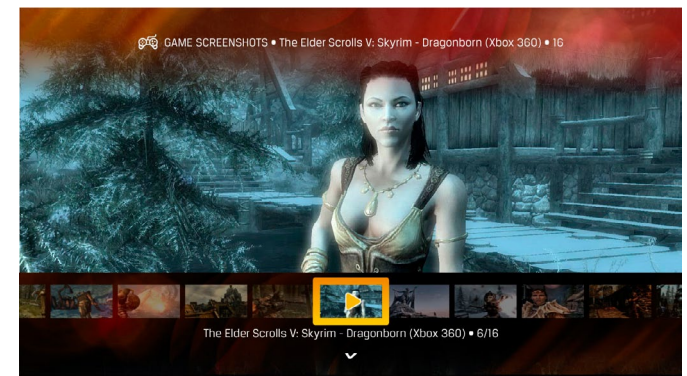 GAME SCREENSHOTS • The Elder Scrolls V: Skyrim - Dragonborn (Xbox 360) • 16
The Elder Scrolls V: Skyrim - Dragonborn (Xbox 360) • 6/16